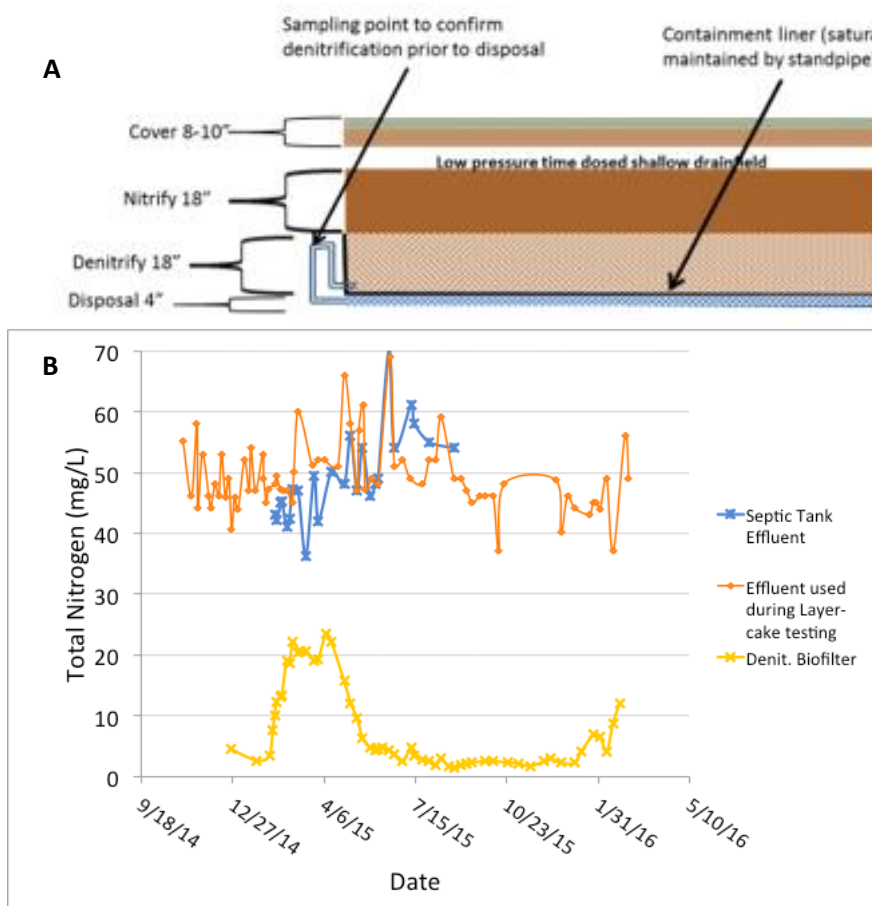 A
Sampling point to confirm
denitrification prior to disposal
Containment liner (satura
maintained by standpipe
Cover 8-10"
Low pressure time dosed shallow drainfield
Nitrify 18"
Denitrify 18"
Disposal 4"
B
Total Nitrogen (mg/L)
70
60
50
40
30
20
10
0
9/18/14
12/27/14
4/6/15
7/15/15
10/23/15
1/31/16
5/10/16
Date
Septic Tank
Effluent
Effluent used
during Layer-
cake testing
Denit. Biofilter